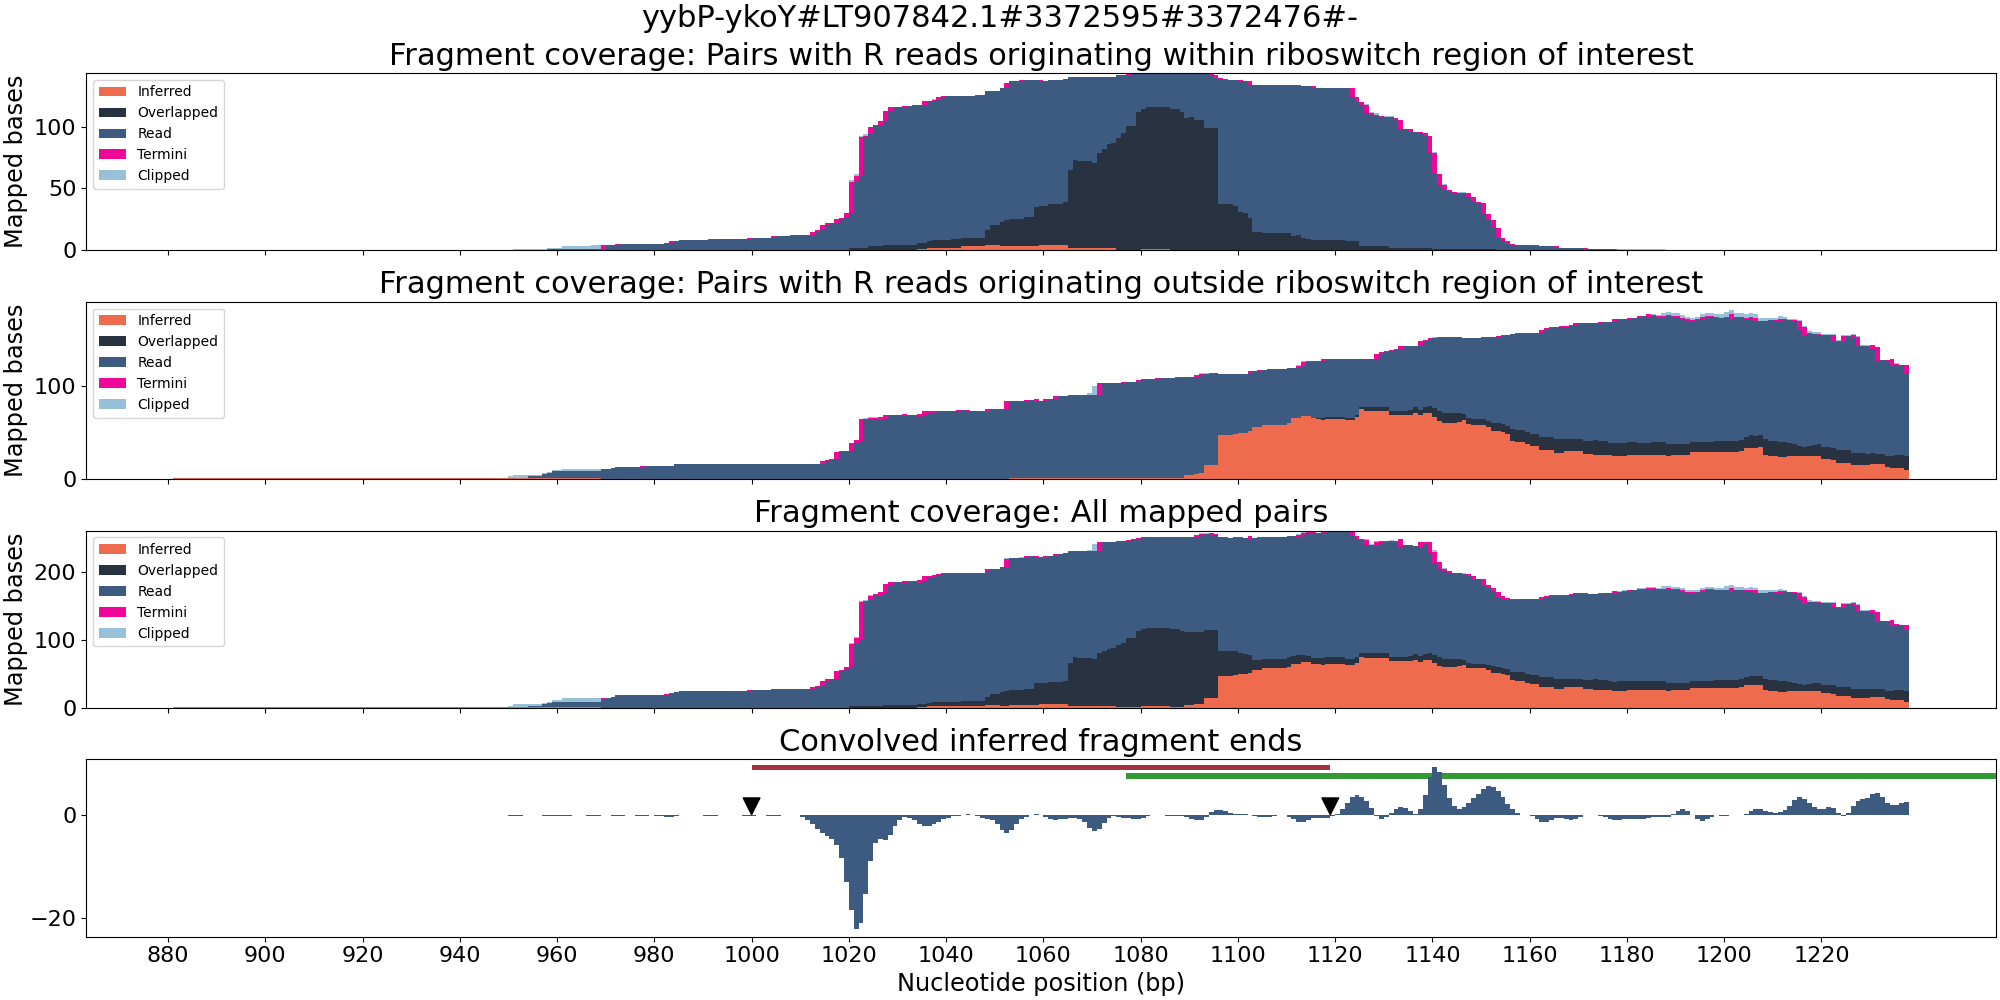 yybP-ykoY#LT907842.1#3372595#3372476#-
Fragment coverage: Pairs with R reads originating within riboswitch region of interest
Mapped bases
100
50
0
Inferred
Overlapped
Read
Termini
Clipped
Fragment coverage: Pairs with R reads originating outside riboswitch region of interest
Mapped bases
100
0
Inferred
Overlapped
Read
Termini
Clipped
Fragment coverage: All mapped pairs
Mapped bases
200
100
0
Inferred
Overlapped
Read
Termini
Clipped
Convolved inferred fragment ends
0
−20
880 900 920 940 960 980 1000 1020 1040 1060 1080 1100 1120 1140 1160 1180 1200 1220
Nucleotide position (bp)